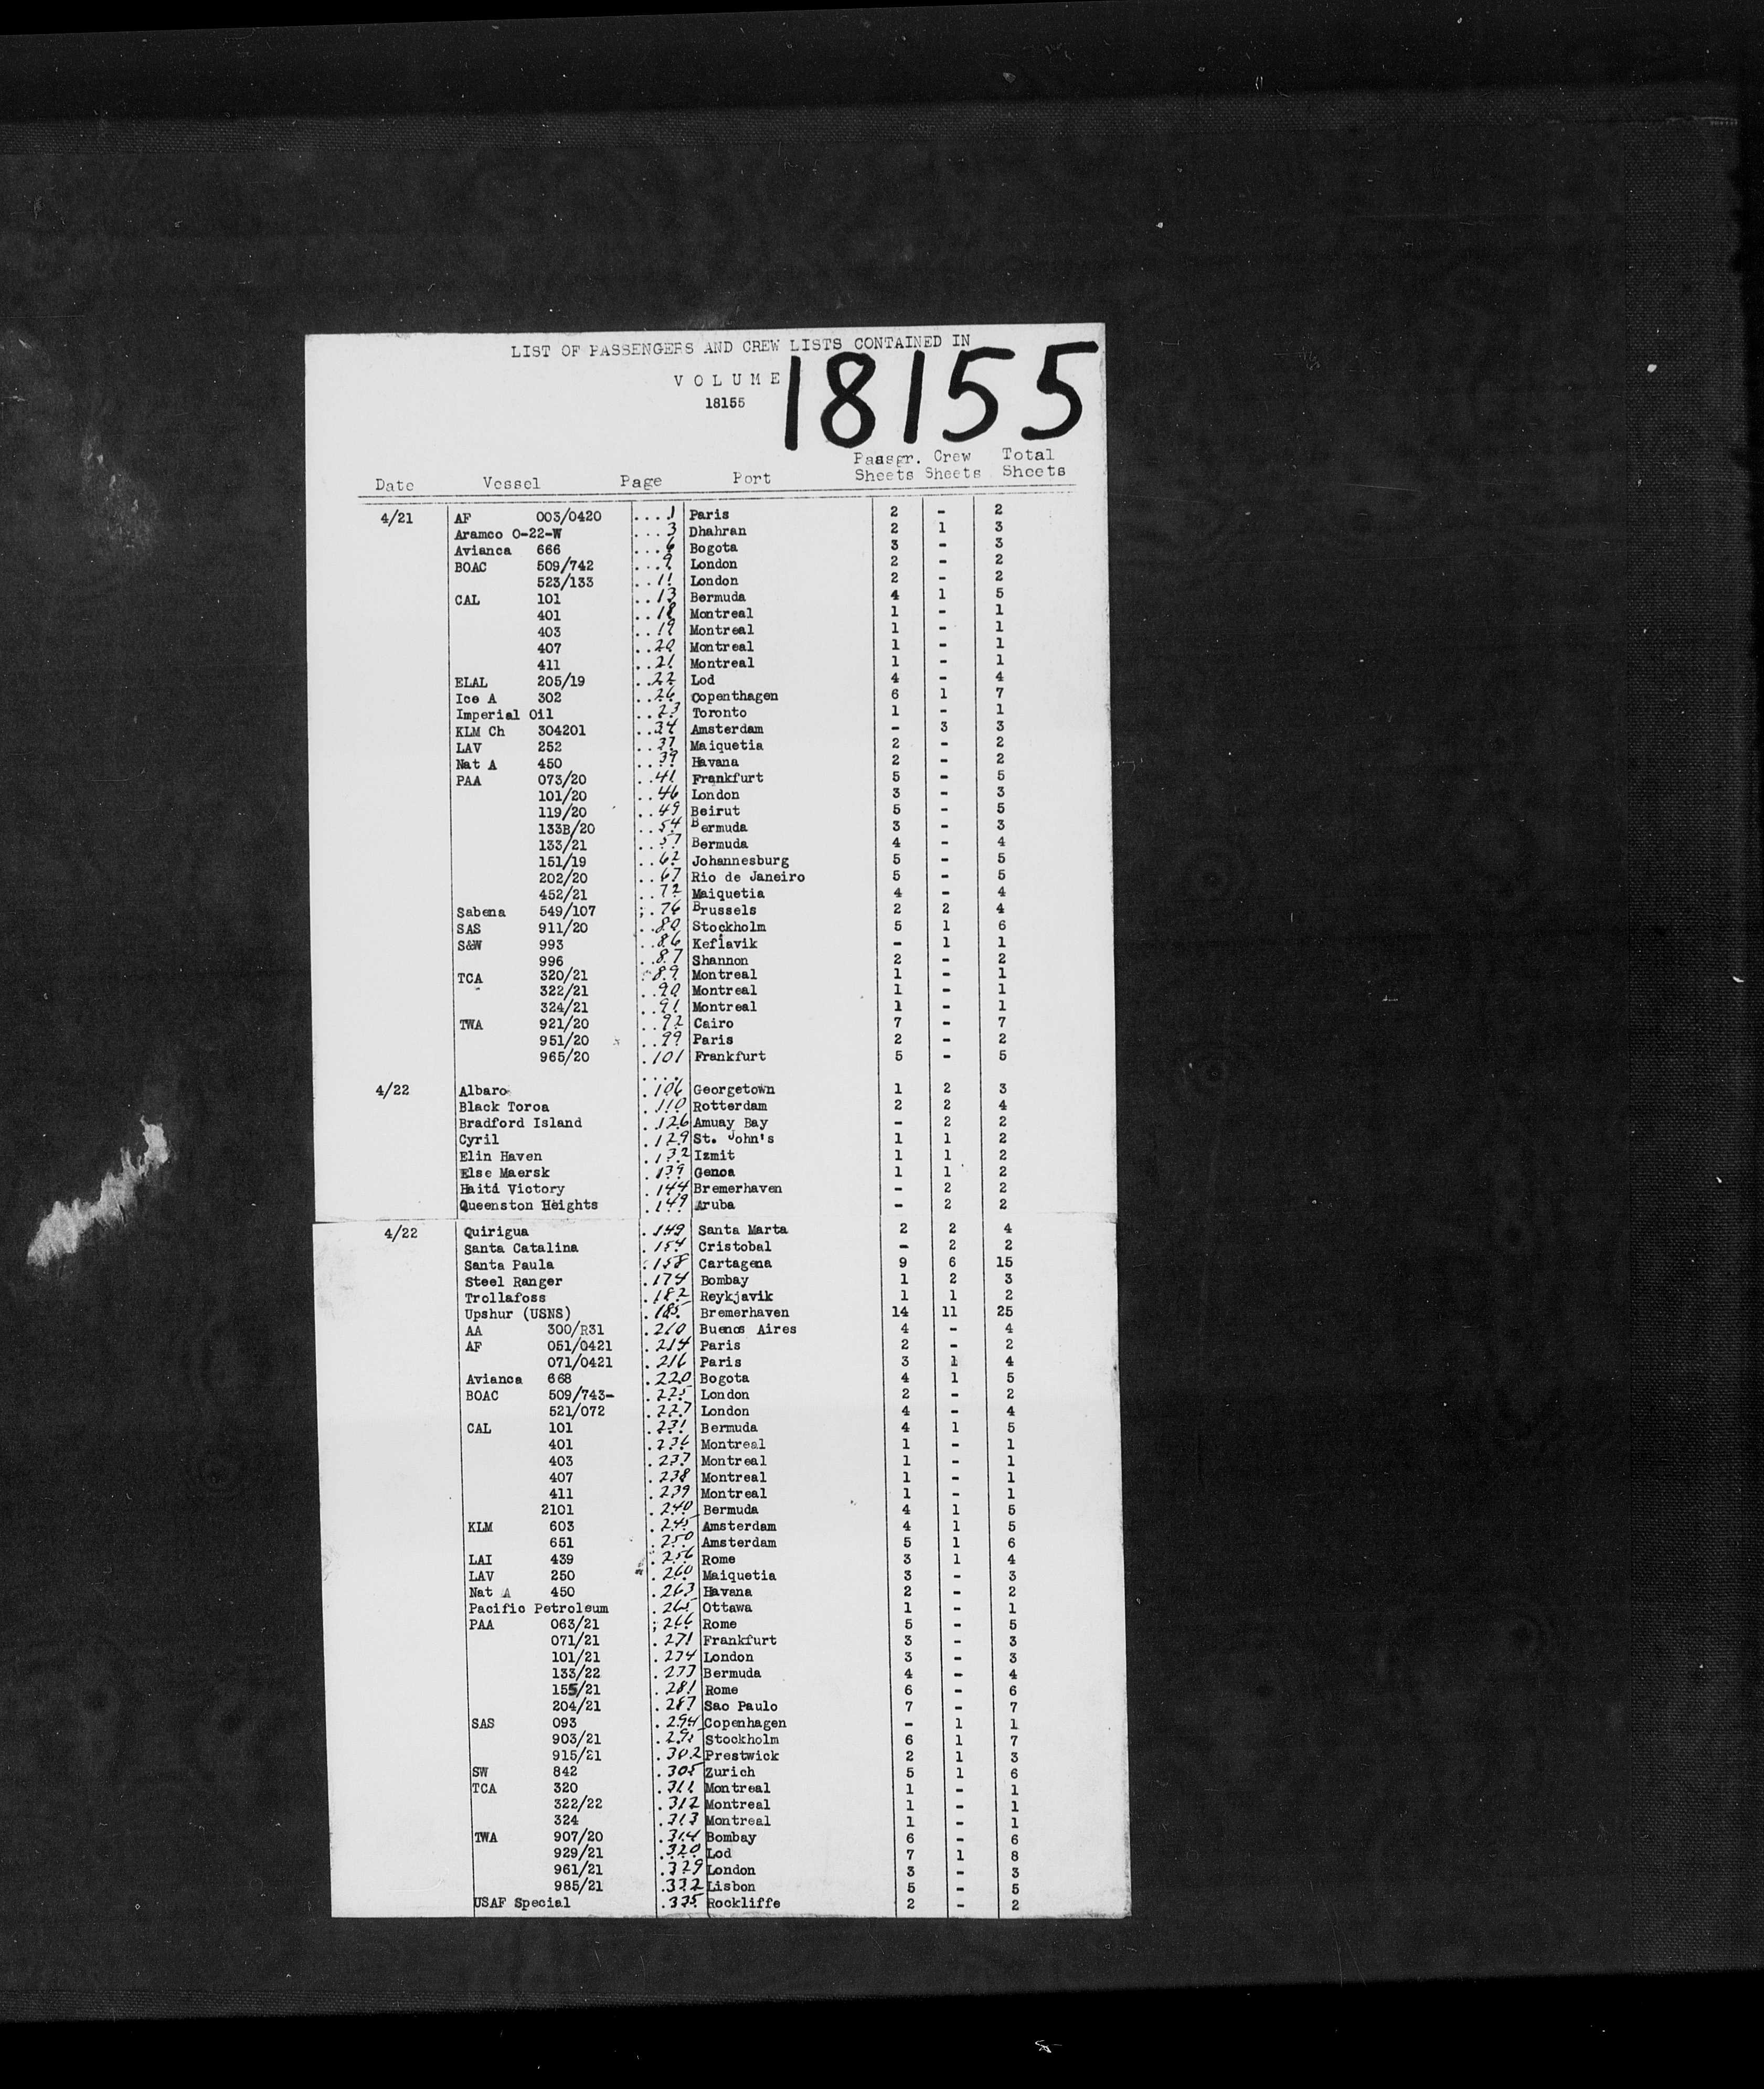 LIST OF PASSENGERS AND CREW LISTS CONTAINED IN
VOLUME 18155
18155
Date Vessel Page Port Passgr. Sheets Crew Sheets Total Sheets
4/21 AF 003/0420 ....1 Paris 2 - 2
Aramco O-22-W ...3 Dhahran 2 1 3
Avianca 666 ...6 Bogota 3 - 3
BOAC 509/742 ...9 London 2 - 2
523/133 ..11 London 2 - 2
CAL 101 ..13 Bermuda 4 1 5
401 ..18 Montreal 1 - 1
403 ..19 Montreal 1 - 1
407 ..20 Montreal 1 - 1
411 ..21 Montreal 1 - 1
ELAL 205/19 ..22 Lod 4 - 4
Ice A 302 ..26 Copenthagen 6 1 7
Imperial Oil ..23 Toronto 1 - 1
KLM Ch 304201 ..34 Amsterdam - 3 3
LAV 252 ..37 Maiquetia 2 - 2
Nat A 450 ..39 Havana 2 - 2
PAA 073/20 ..41 Frankfurt 5 - 5
101/20 ..46 London 3 - 3
119/20 ..49 Beirut 5 - 5
133B/20 ..54 Bermuda 3 - 3
133/21 ..57 Bermuda 4 - 4
151/19 ..62 Johannesburg 5 - 5
202/20 ..67 Rio de Janeiro 5 - 5
452/21 ..72 Maiquetia 4 - 4
Sabena 549/107 ;.76 Brussels 2 2 4
SAS 911/20 ..80 Stockholm 5 1 6
S&W 993 ..86 Keflavik - 1 1
996 ..87 Shannon 2 - 2
TCA 320/21 ..89 Montreal 1 - 1
322/21 ..90 Montreal 1 - 1
324/21 ..91 Montreal 1 - 1
TWA 921/20 ..92 Cairo 7 - 7
951/20 ..99 Paris 2 - 2
965/20 .101 Frankfurt 5 - 5
....
4/22 Albaro .106 Georgetown 1 2 3
Black Toroa .110 Rotterdam 2 2 4
Bradford Island .126 Amuay Bay - 2 2
Cyril .129 St. John's 1 1 2
Elin Haven .132 Izmit 1 1 2
Else Maersk .139 Genoa 1 1 2
Haiti Victory .144 Bremerhaven - 2 2
Queenston Heights .149 Aruba - 2 2
4/22 Quirigua .149 Santa Marta 2 2 4
Santa Catalina .154 Cristobal - 2 2
Santa Paula .158 Cartagena 9 6 15
Steel Ranger .174 Bombay 1 2 3
Trollafoss .182 Reykjavik 1 1 2
Upshur (USNS) .185 Bremerhaven 14 11 25
AA 300/R31 .210 Buenos Aires 4 - 4
AF 051/0421 .214 Paris 2 - 2
071/0421 .216 Paris 3 1 4
Avianca 668 .220 Bogota 4 1 5
BOAC 509/743- .225 London 2 - 2
521/072 .227 London 4 - 4
CAL 101 .231 Bermuda 4 1 5
401 .236 Montreal 1 - 1
403 .237 Montreal 1 - 1
407 .238 Montreal 1 - 1
411 .239 Montreal 1 - 1
2101 .240 Bermuda 4 1 5
KLM 603 .245 Amsterdam 4 1 5
651 .250 Amsterdam 5 1 6
LAI 439 .256 Rome 3 1 4
LAV 250 .260 Maiquetia 3 - 3
Nat A 450 .263 Havana 2 - 2
Pacific Petroleum .265 Ottawa 1 - 1
PAA 063/21 ;266 Rome 5 - 5
071/21 .271 Frankfurt 3 - 3
101/21 .274 London 3 - 3
133/22 .277 Bermuda 4 - 4
155/21 .281 Rome 6 - 6
204/21 .287 Sao Paulo 7 - 7
SAS 093 .294 Copenhagen - 1 1
903/21 .295 Stockholm 6 1 7
915/21 .302 Prestwick 2 1 3
SW 842 .305 Zurich 5 1 6
TCA 320 .311 Montreal 1 - 1
322/22 .312 Montreal 1 - 1
324 .313 Montreal 1 - 1
TWA 907/20 .314 Bombay 6 - 6
929/21 .320 Lod 7 1 8
961/21 .329 London 3 - 3
985/21 .332 Lisbon 5 - 5
USAF Special .335 Rockliffe 2 - 2